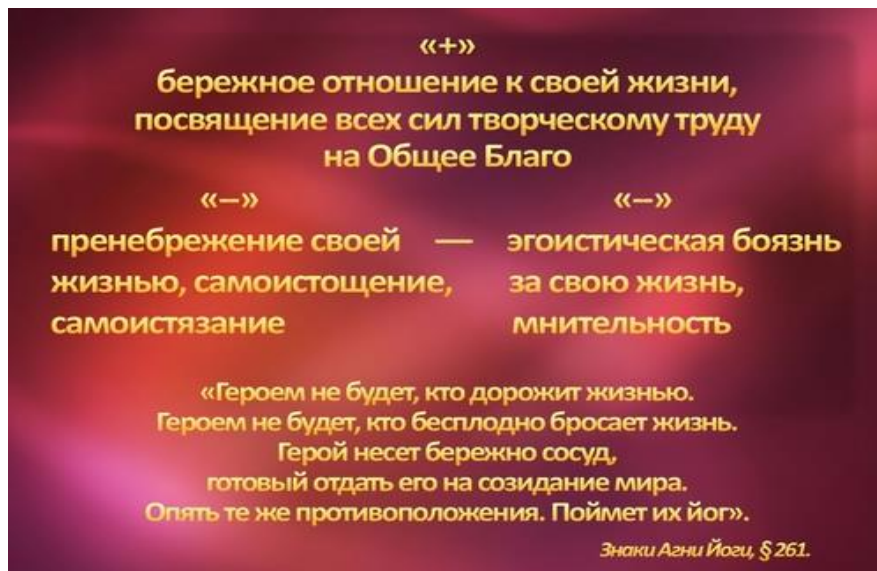 «+»
бережное отношение к своей жизни,
посвящение всех сил творческому труду
на Общее Благо
«—» «—»
пренебрежение своей — эгоистическая боязнь
жизнью, самоистощение, за свою жизнь,
самоистязание мнительность
«Героем не будет, кто дорожит жизнью.
Героем не будет, кто бесплодно бросает жизнь.
Герой несет бережно сосуд,
готовый отдать его на созидание мира.
Опять те же противоположения. Поймет их йог».
Знаки Агни Йоги, § 261.